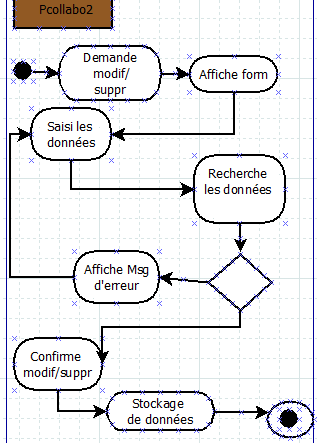 Pcollabo2
Demande
modif/
suppr
Affiche form
Saisi les
données
Recherche
les données
Affiche Msg
d'erreur
Confirme
modif/suppr
Stockage
de données